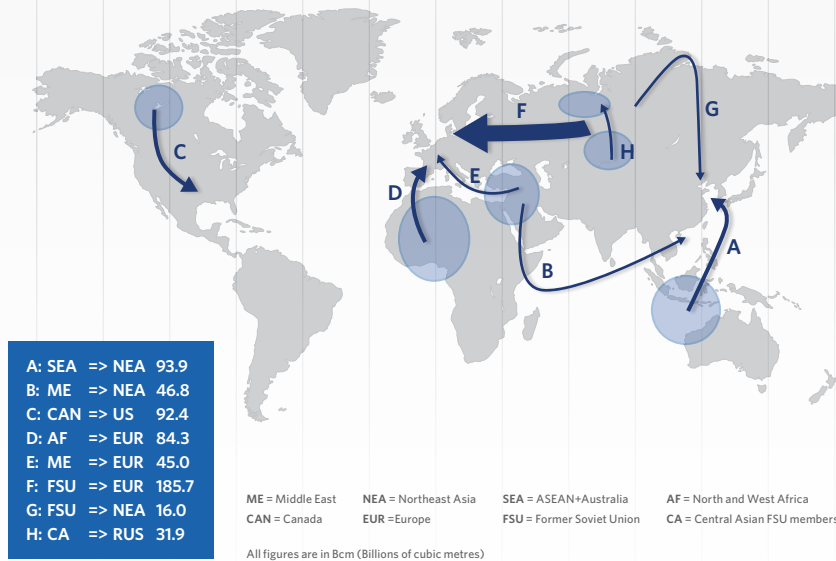 F
G
C
H
E
D
A
B
A: SEA => NEA 93.9
B: ME => NEA 46.8
C: CAN => US 92.4
D: AF => EUR 84.3
E: ME => EUR 45.0
F: FSU => EUR 185.7
G: FSU => NEA 16.0
H: CA => RUS 31.9
ME = Middle East NEA = Northeast Asia SEA = ASEAN+Australia AF = North and West Africa
CAN = Canada EUR =Europe FSU = Former Soviet Union CA = Central Asian FSU members
All figures are in Bcm (Billions of cubic metres)